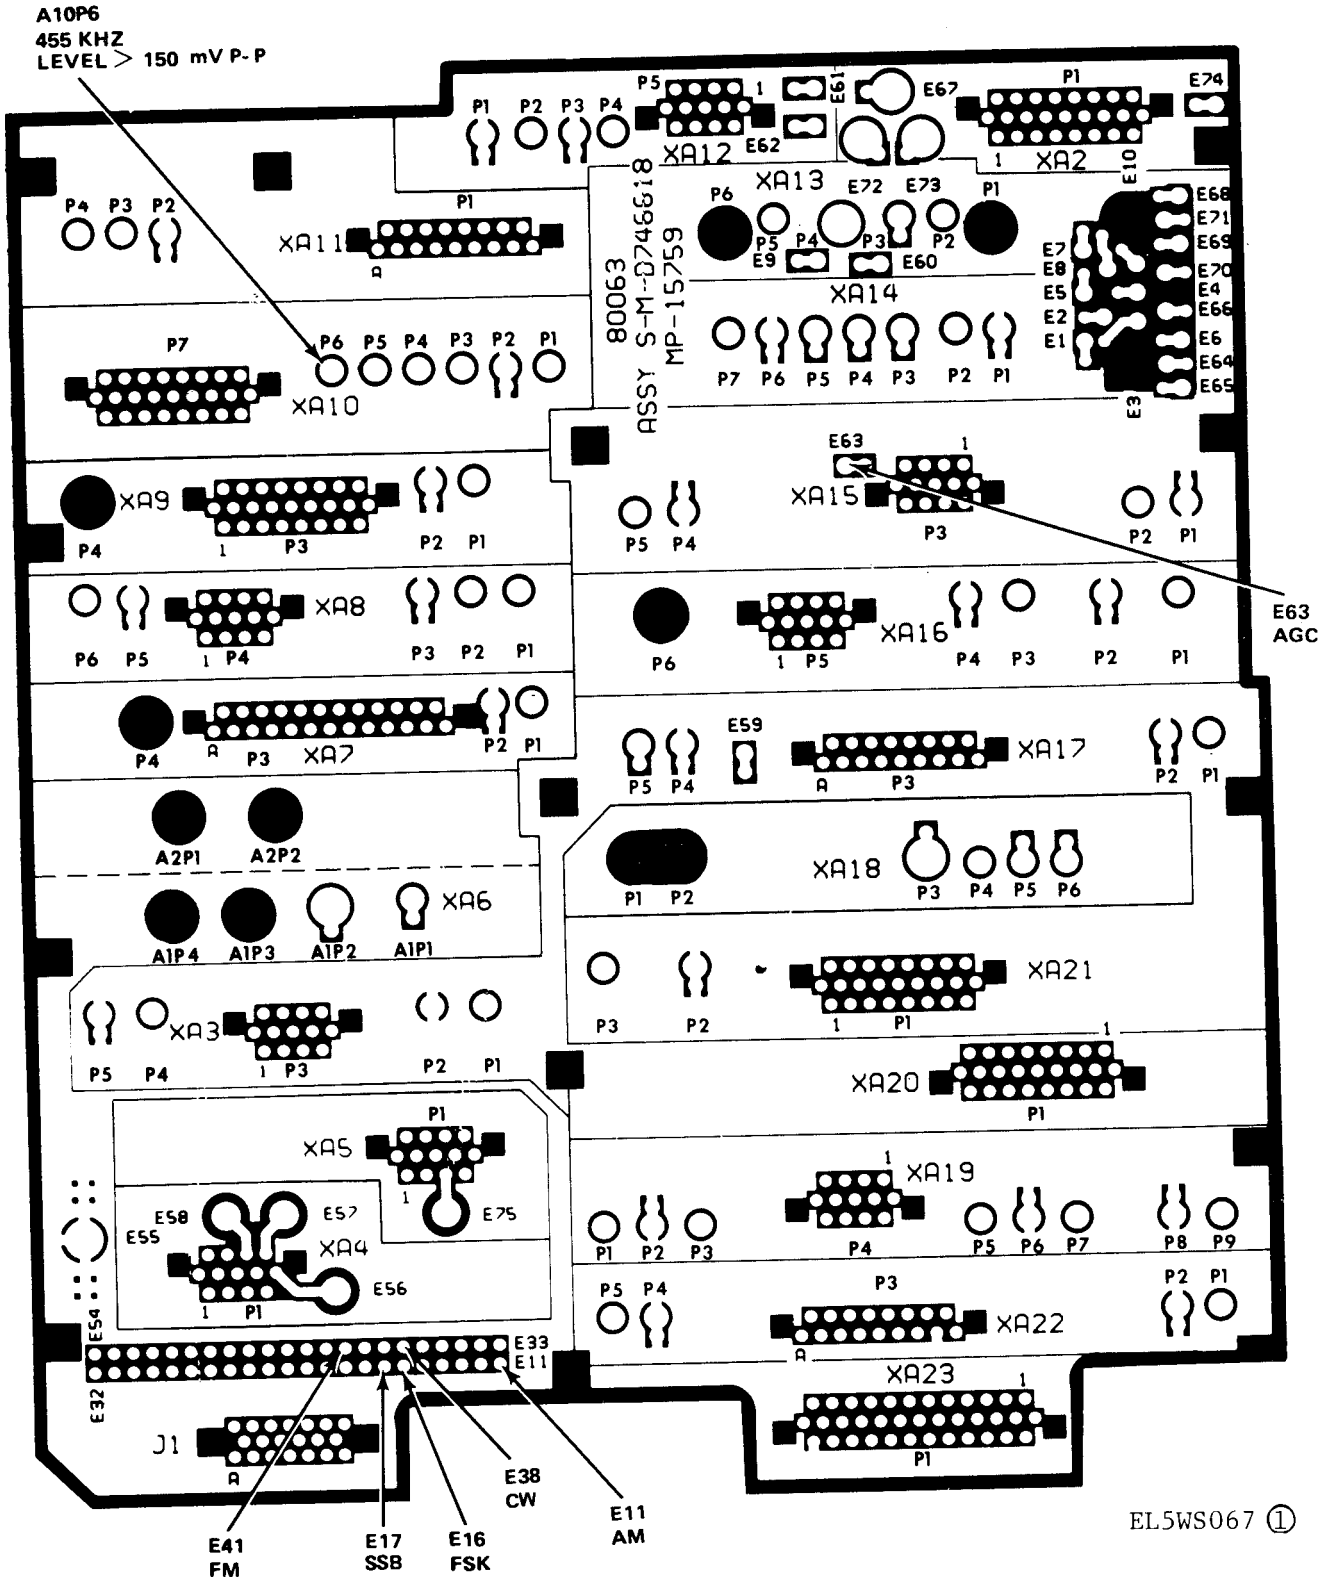 A10P6
455 KHZ
LEVEL > 150 mV P-P
P1 P2 P3 P4
P5 1
XA12
E61
E62
E67
P1
1 XA2
E74
E10
P4 P3 P2
XA11
P1
A
80063
ASSY S-M-D746618
MP-15759
XA13
P6
P5
P4
E9
E72 E73
P3
E60
P2
P1
E68
E71
E69
E70
E4
E66
E6
E64
E65
E7
E8
E5
E2
E1
E3
XA14
P7 P6 P5 P4 P3 P2 P1
P7
XA10
P6 P5 P4 P3 P2 P1
E63
1
XA15
P3
P5 P4
P2 P1
XA9
P4
1 P3
P2 P1
E63
AGC
XA8
P6 P5 1 P4
P3 P2 P1
XA16
P6 1 P5
P4 P3 P2 P1
P4
A P3 XA7
P2 P1
P5 P4
E59
A P3
XA17
P2 P1
A2P1 A2P2
XA18
P1 P2
P3 P4 P5 P6
XA6
A1P4 A1P3 A1P2 A1P1
XA21
P3 P2
1 P1
XA3
P5 P4 1 P3 P2 P1
XA20
1
P1
XA5
P1
1
E75
XA19
1
P1 P2 P3 P4
P5 P6 P7 P8 P9
E55
E58 E57
XA4
E56
1 P1
P5 P4
P3
A
XA22
P2 P1
E54
E33
E11
E32
XA23
1
P1
J1
A
E41
FM
E17
SSB
E16
FSK
E38
CW
E11
AM
EL5WS067 ①